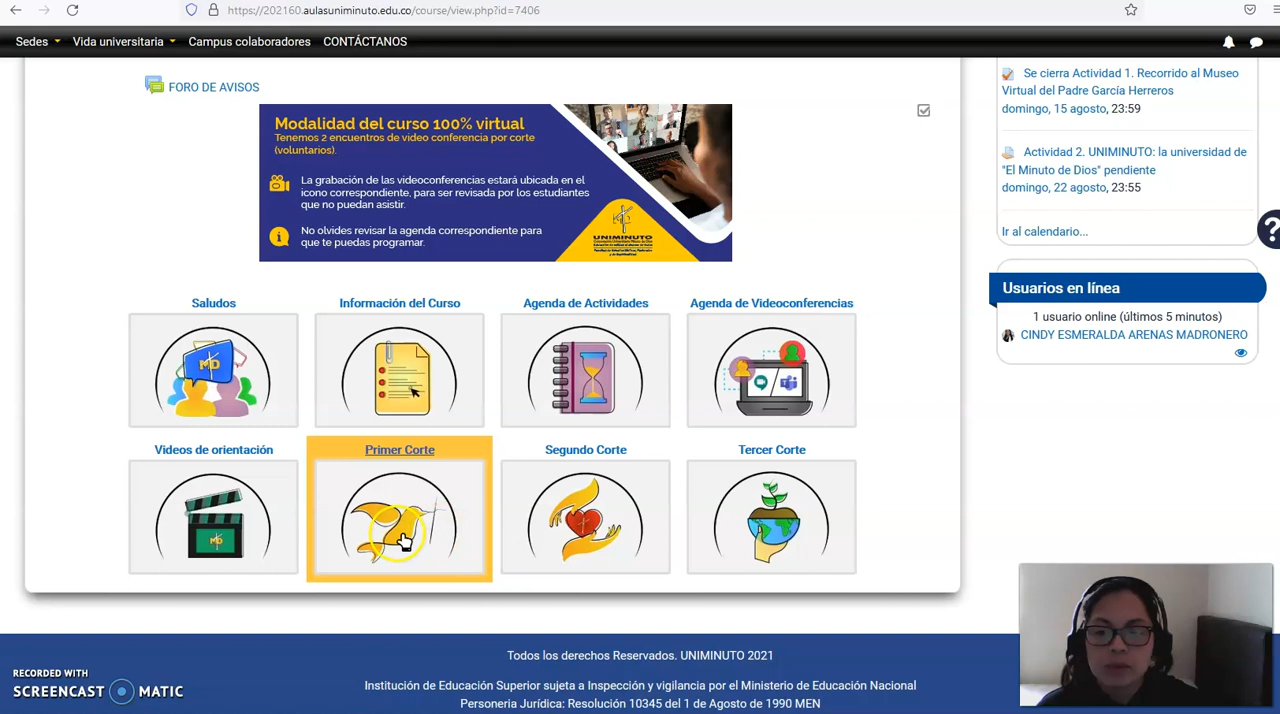 https://202160.aulasuniminuto.edu.co/course/view.php?id=7406
Sedes Vida universitaria Campus colaboradores CONTÁCTANOS
FORO DE AVISOS
Modalidad del curso 100% virtual
Tenemos 2 encuentros de video conferencia por corte
(voluntarios).
La grabación de las videoconferencias estará ubicada en el
icono correspondiente, para ser revisada por los estudiantes
que no puedan asistir.
No olvides revisar la agenda correspondiente para
que te puedas programar.
UNIMINUTO
Saludos
Información del Curso
Agenda de Actividades
Agenda de Videoconferencias
MD
Videos de orientación
Primer Corte
Segundo Corte
Tercer Corte
MD
Se cierra Actividad 1. Recorrido al Museo
Virtual del Padre García Herreros
domingo, 15 agosto, 23:59
Actividad 2. UNIMINUTO: la universidad de
"El Minuto de Dios" pendiente
domingo, 22 agosto, 23:55
Ir al calendario...
?
Usuarios en línea
1 usuario online (últimos 5 minutos)
CINDY ESMERALDA ARENAS MADRONERO
Todos los derechos Reservados. UNIMINUTO 2021
Institución de Educación Superior sujeta a Inspección y vigilancia por el Ministerio de Educación Nacional
Personería Jurídica: Resolución 10345 del 1 de Agosto de 1990 MEN
RECORDED WITH
SCREENCAST MATIC